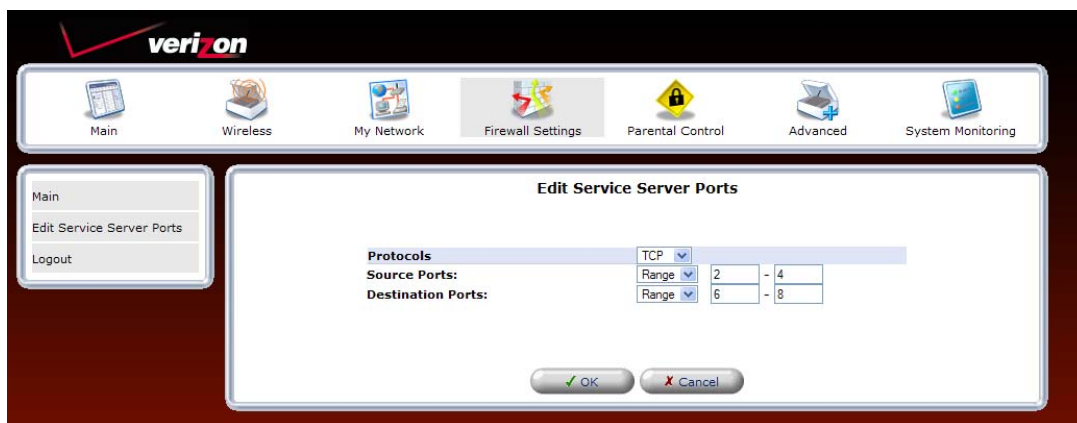 verizon
Main Wireless My Network Firewall Settings Parental Control Advanced System Monitoring
Main
Edit Service Server Ports
Logout
Edit Service Server Ports
Protocols TCP
Source Ports: Range 2 - 4
Destination Ports: Range 6 - 8
OK Cancel